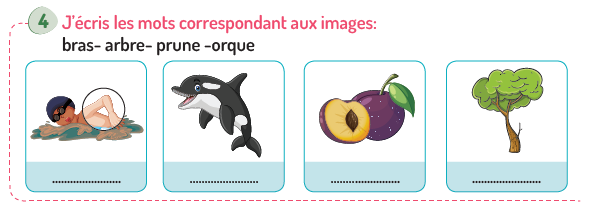 4 J'écris les mots correspondant aux images:
bras- arbre- prune -orque
....................... ....................... ....................... .......................